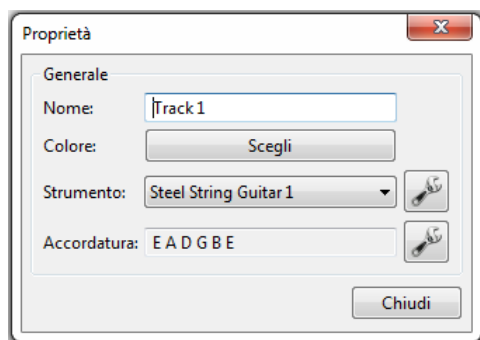 Proprietà
Generale
Nome: Track 1
Colore: Scegli
Strumento: Steel String Guitar 1
Accordatura: E A D G B E
Chiudi